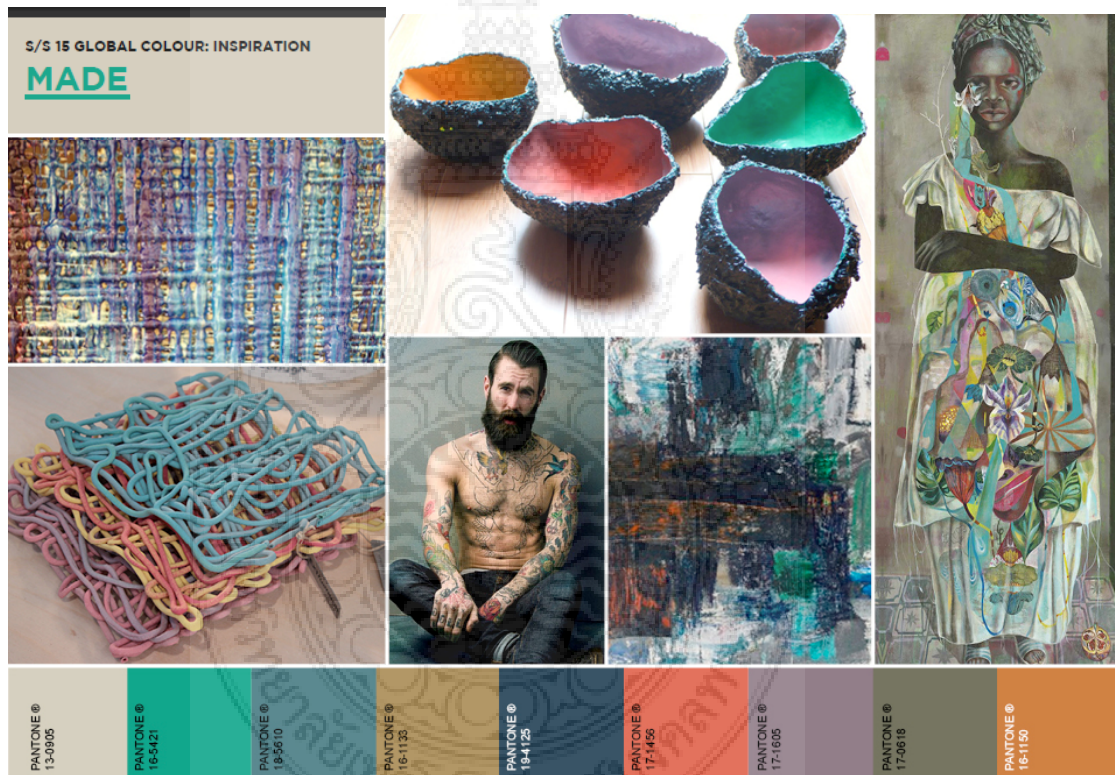 S/S 15 GLOBAL COLOUR: INSPIRATION
MADE
PANTONE ®
13-0905
PANTONE ®
16-5421
PANTONE ®
18-5610
PANTONE ®
16-1133
PANTONE ®
19-4125
PANTONE ®
17-1456
PANTONE ®
17-1605
PANTONE ®
17-0618
PANTONE ®
16-1150